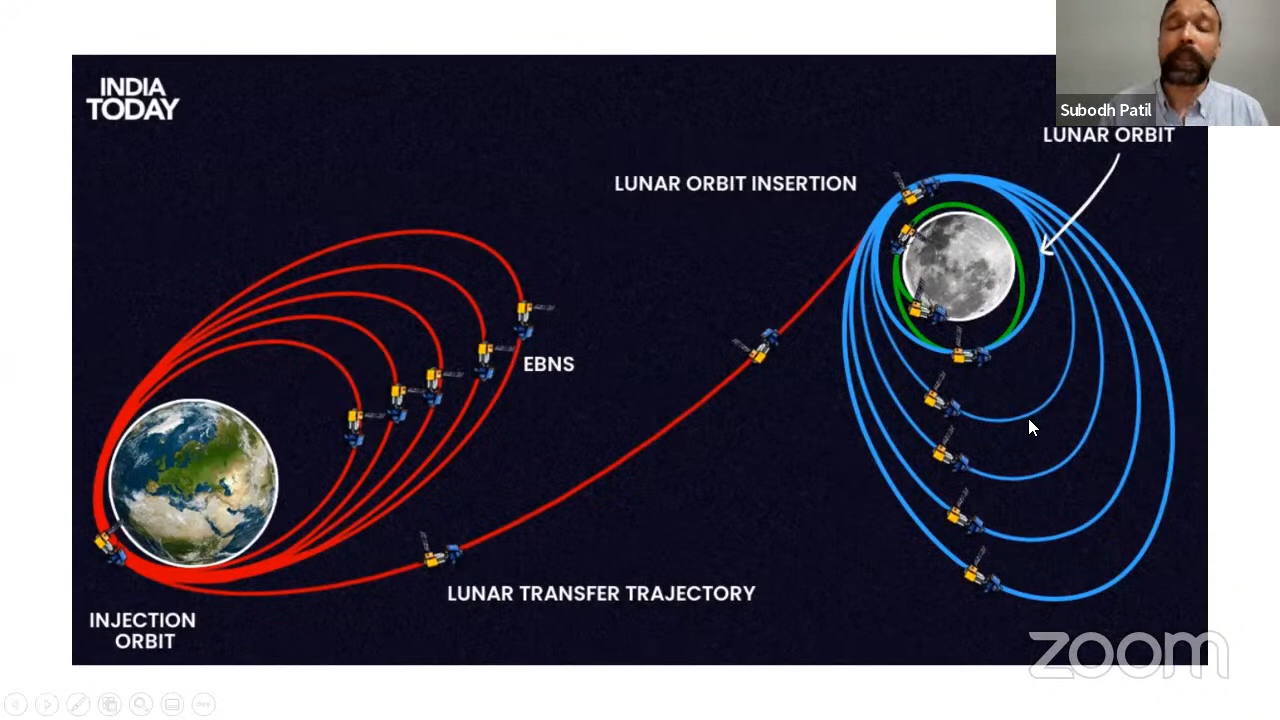 INDIA
TODAY
Subodh Patil
LUNAR ORBIT
LUNAR ORBIT INSERTION
EBNS
LUNAR TRANSFER TRAJECTORY
INJECTION
ORBIT
zoom